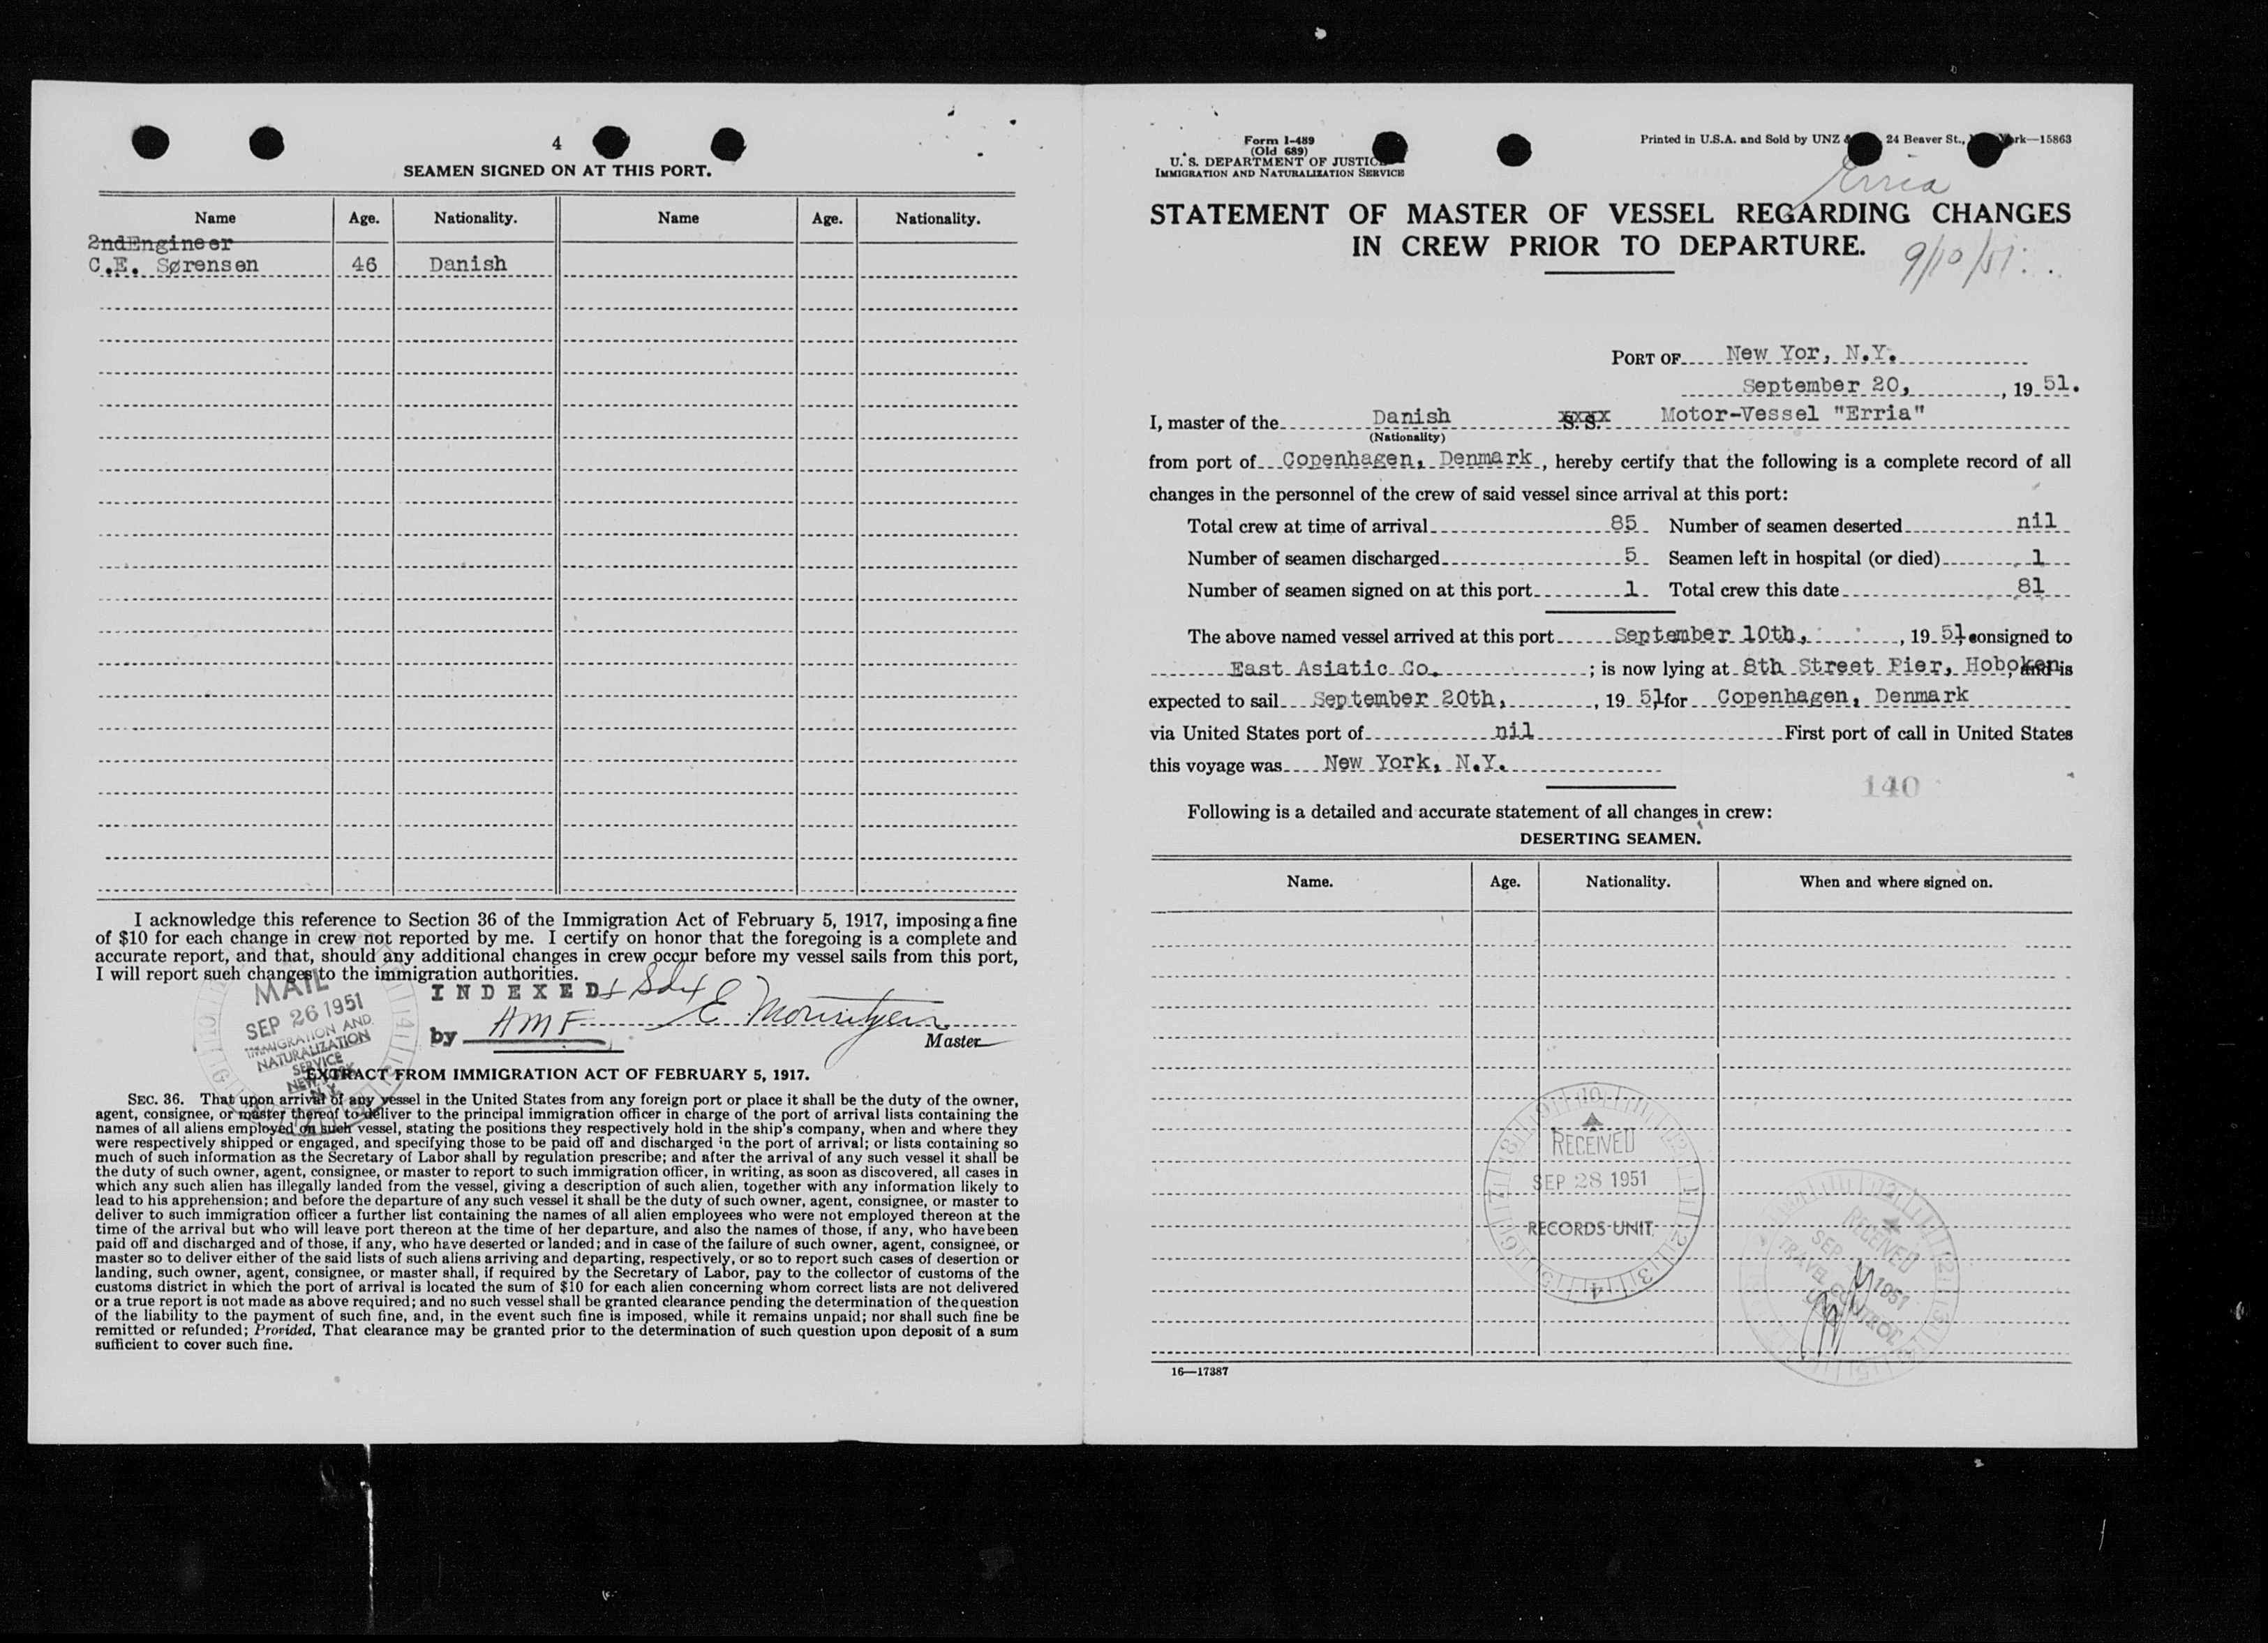 4
SEAMEN SIGNED ON AT THIS PORT.
Name Age. Nationality. Name Age. Nationality.
2ndEngineer
C.E. Sørensen 46 Danish
I acknowledge this reference to Section 36 of the Immigration Act of February 5, 1917, imposing a fine
of $10 for each change in crew not reported by me. I certify on honor that the foregoing is a complete and
accurate report, and that, should any additional changes in crew occur before my vessel sails from this port,
I will report such changes to the immigration authorities.
MAIL
SEP 26 1951
IMMIGRATION AND
NATURALIZATION
SERVICE
NEW YORK
N.Y.
INDEXED
by AMF
Master
EXTRACT FROM IMMIGRATION ACT OF FEBRUARY 5, 1917.
SEC. 36. That upon arrival of any vessel in the United States from any foreign port or place it shall be the duty of the owner,
agent, consignee, or master thereof to deliver to the principal immigration officer in charge of the port of arrival lists containing the
names of all aliens employed on such vessel, stating the positions they respectively hold in the ship's company, when and where they
were respectively shipped or engaged, and specifying those to be paid off and discharged in the port of arrival; or lists containing so
much of such information as the Secretary of Labor shall by regulation prescribe; and after the arrival of any such vessel it shall be
the duty of such owner, agent, consignee, or master to report to such immigration officer, in writing, as soon as discovered, all cases in
which any such alien has illegally landed from the vessel, giving a description of such alien, together with any information likely to
lead to his apprehension; and before the departure of any such vessel it shall be the duty of such owner, agent, consignee, or master to
deliver to such immigration officer a further list containing the names of all alien employees who were not employed thereon at the
time of the arrival but who will leave port thereon at the time of her departure, and also the names of those, if any, who have been
paid off and discharged and of those, if any, who have deserted or landed; and in case of the failure of such owner, agent, consignee, or
master so to deliver either of the said lists of such aliens arriving and departing, respectively, or so to report such cases of desertion or
landing, such owner, agent, consignee, or master shall, if required by the Secretary of Labor, pay to the collector of customs of the
customs district in which the port of arrival is located the sum of $10 for each alien concerning whom correct lists are not delivered
or a true report is not made as above required; and no such vessel shall be granted clearance pending the determination of the question
of the liability to the payment of such fine, and, in the event such fine is imposed, while it remains unpaid; nor shall such fine be
remitted or refunded; Provided, That clearance may be granted prior to the determination of such question upon deposit of a sum
sufficient to cover such fine.
Form I-489
(Old 689)
U. S. DEPARTMENT OF JUSTICE
IMMIGRATION AND NATURALIZATION SERVICE
Printed in U.S.A. and Sold by UNZ & 24 Beaver St., rk—15863
Erria
STATEMENT OF MASTER OF VESSEL REGARDING CHANGES
IN CREW PRIOR TO DEPARTURE.
9/10/51.
PORT OF New Yor, N.Y.
September 20, , 19 51.
I, master of the Danish S.S. Motor-Vessel "Erria"
(Nationality)
from port of Copenhagen, Denmark , hereby certify that the following is a complete record of all
changes in the personnel of the crew of said vessel since arrival at this port:
Total crew at time of arrival 85 Number of seamen deserted nil
Number of seamen discharged 5 Seamen left in hospital (or died) 1
Number of seamen signed on at this port 1 Total crew this date 81
The above named vessel arrived at this port September 10th, , 19 51, consigned to
East Asiatic Co. ; is now lying at 8th Street Pier, Hoboken, and is
expected to sail September 20th, , 19 51, for Copenhagen, Denmark
via United States port of nil First port of call in United States
this voyage was New York, N.Y.
140
Following is a detailed and accurate statement of all changes in crew:
DESERTING SEAMEN.
Name. Age. Nationality. When and where signed on.
RECEIVED
SEP 28 1951
RECORDS UNIT
RECEIVED
SEP 1951
TRAVEL CONTROL
UNIT
16—17387